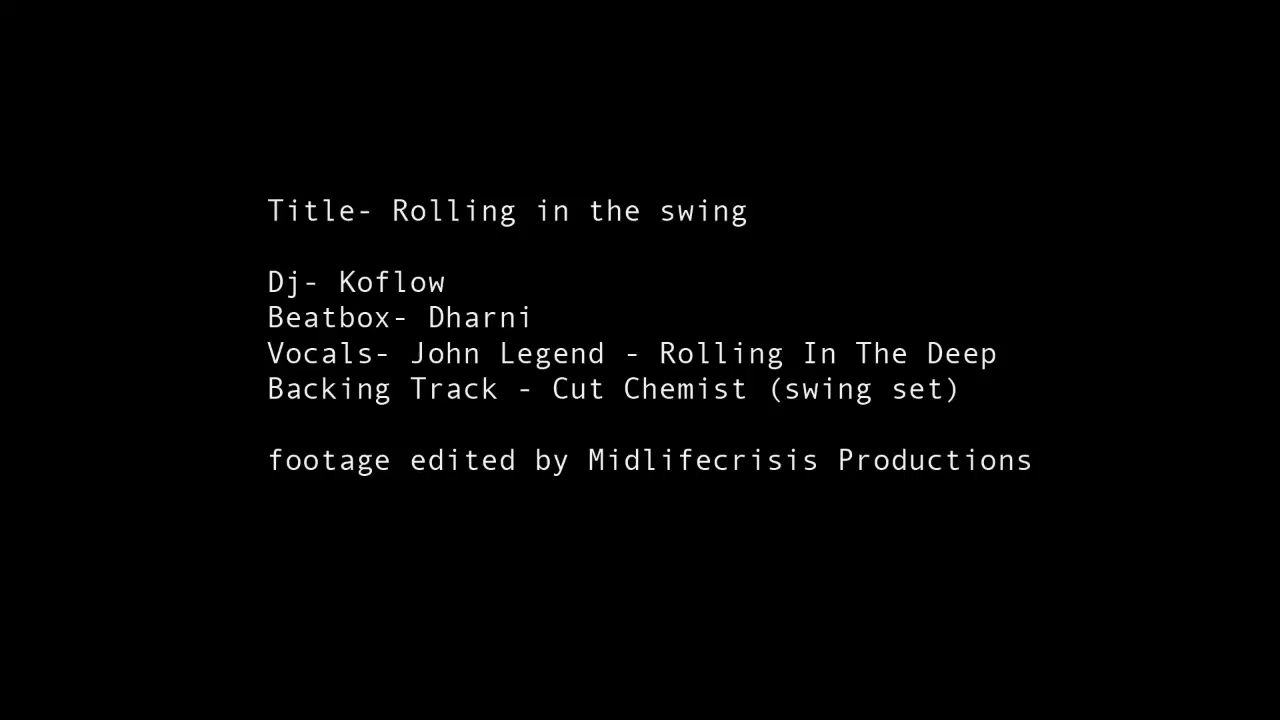 Title- Rolling in the swing
Dj- Koflow
Beatbox- Dharni
Vocals- John Legend - Rolling In The Deep
Backing Track - Cut Chemist (swing set)
footage edited by Midlifecrisis Productions